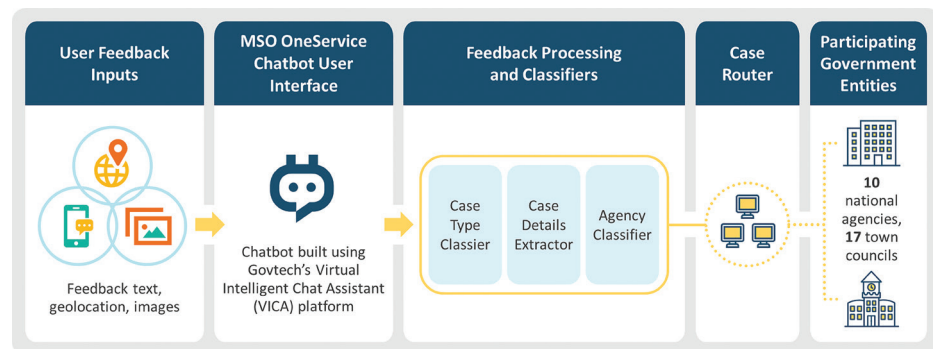 User Feedback
Inputs
MSO OneService
Chatbot User
Interface
Feedback Processing
and Classifiers
Case
Router
Participating
Government
Entities
Feedback text,
geolocation, images
Chatbot built using
Govtech's Virtual
Intelligent Chat Assistant
(VICA) platform
Case
Type
Classier
Case
Details
Extractor
Agency
Classifier
10
national
agencies,
17 town
councils